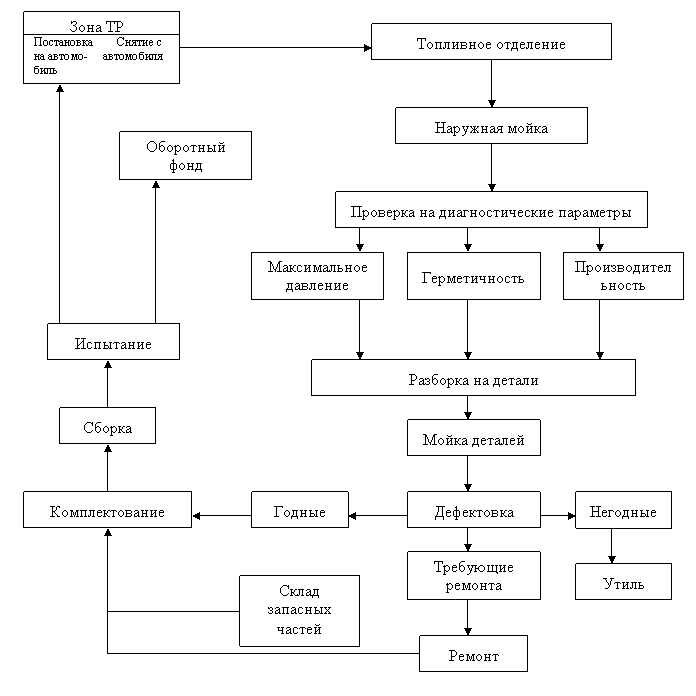 Зона ТР
Постановка
на автомо-
биль
Снятие с
автомобиля
Топливное отделение
Наружная мойка
Оборотный
фонд
Проверка на диагностические параметры
Максимальное
давление
Герметичность
Производител
ьность
Испытание
Разборка на детали
Сборка
Мойка деталей
Комплектование
Годные
Дефектовка
Негодные
Требующие
ремонта
Утиль
Склад
запасных
частей
Ремонт